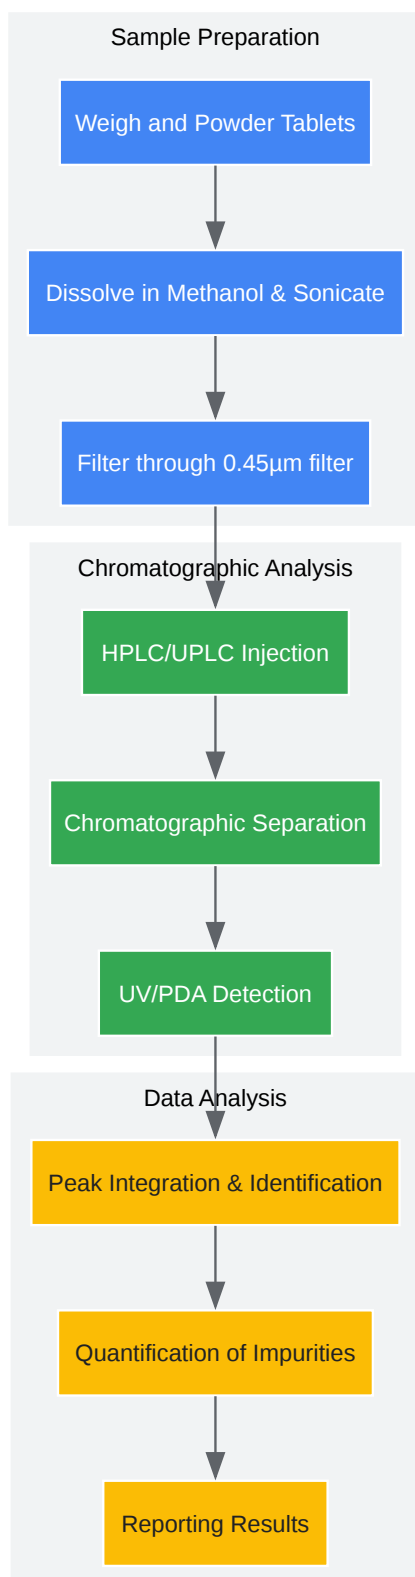 Sample Preparation
Weigh and Powder Tablets
Dissolve in Methanol & Sonicate
Filter through 0.45µm filter
Chromatographic Analysis
HPLC/UPLC Injection
Chromatographic Separation
UV/PDA Detection
Data Analysis
Peak Integration & Identification
Quantification of Impurities
Reporting Results